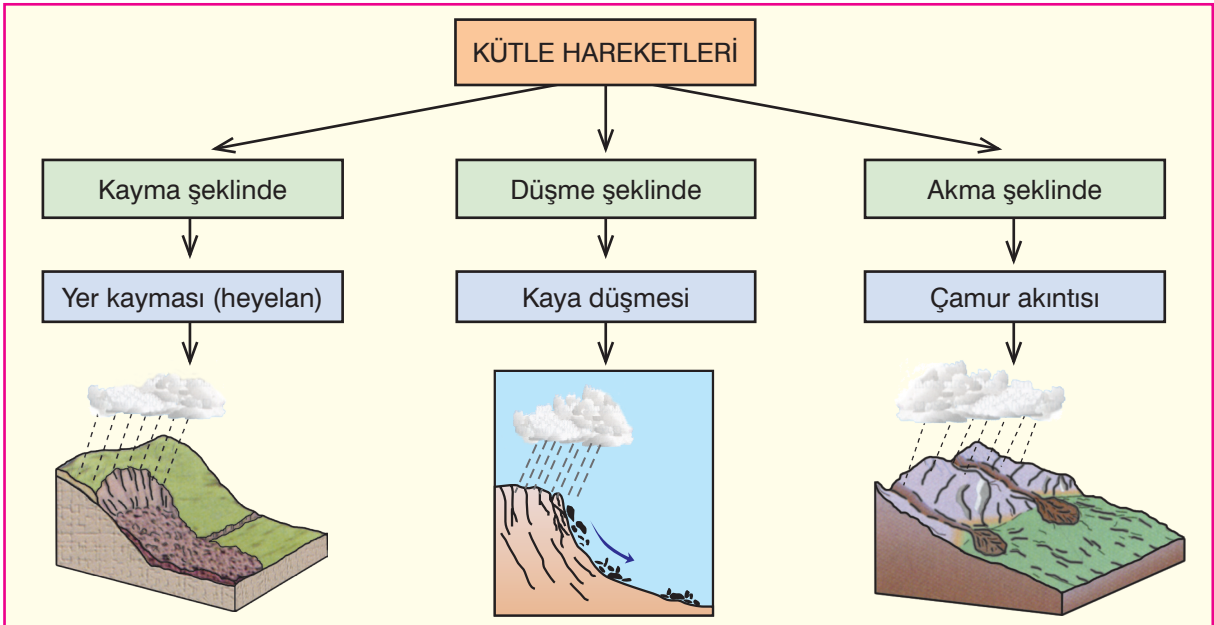 KÜTLE HAREKETLERİ
Kayma şeklinde
Düşme şeklinde
Akma şeklinde
Yer kayması (heyelan)
Kaya düşmesi
Çamur akıntısı